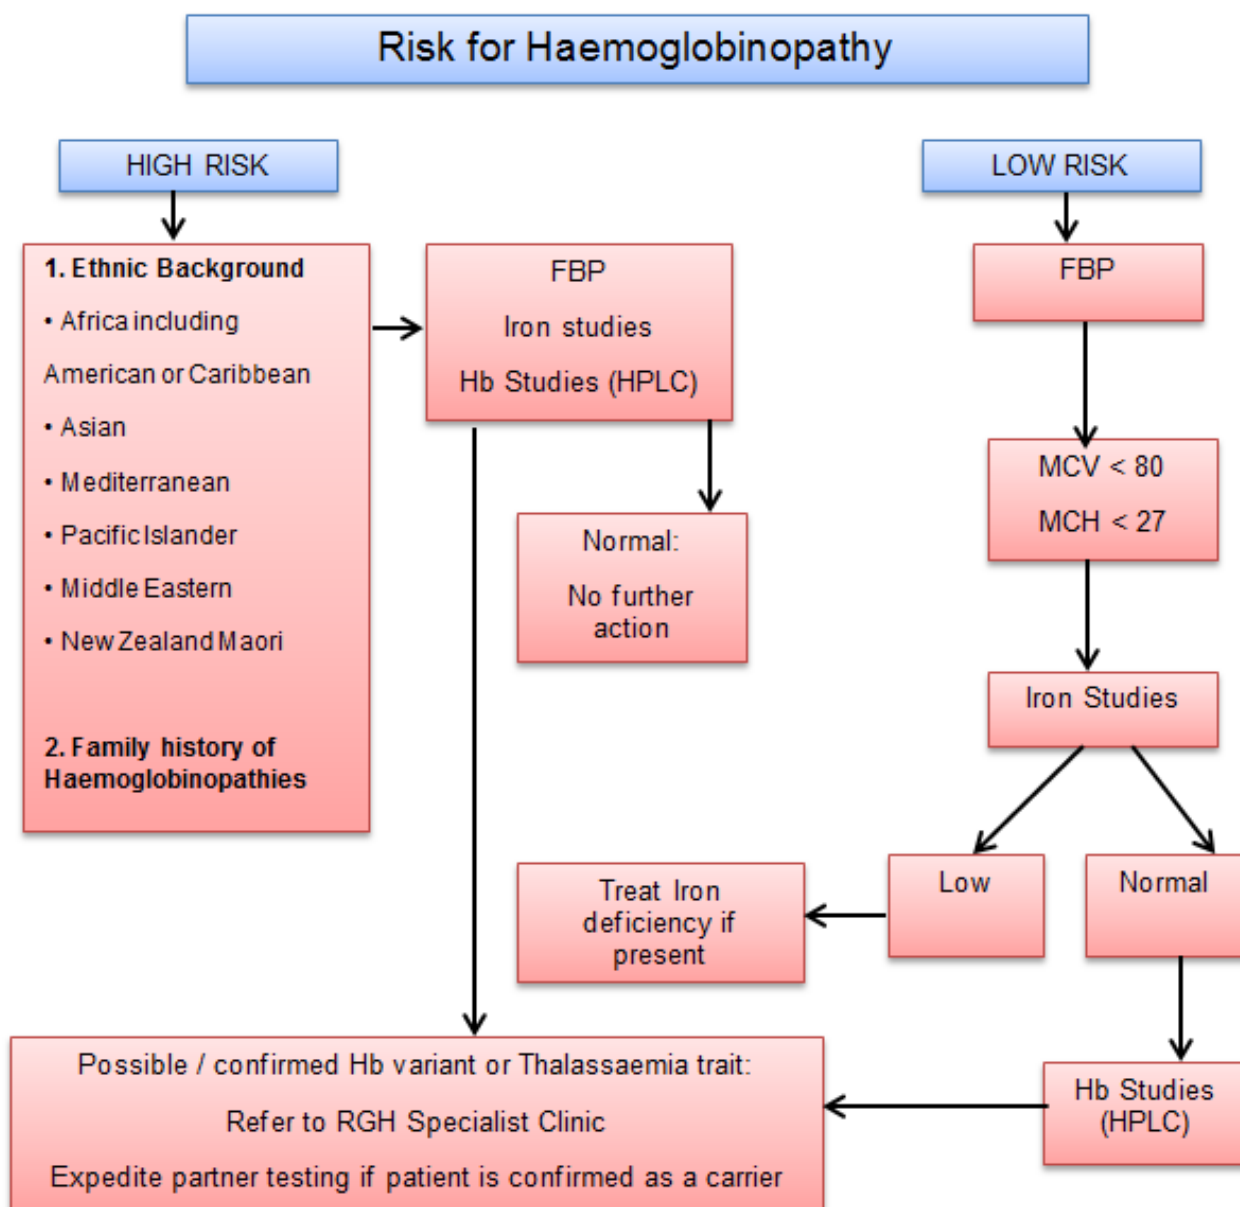 Risk for Haemoglobinopathy
HIGH RISK
LOW RISK
1. Ethnic Background
• Africa including
American or Caribbean
• Asian
• Mediterranean
• Pacific Islander
• Middle Eastern
• New Zealand Maori
2. Family history of
Haemoglobinopathies
FBP
Iron studies
Hb Studies (HPLC)
Normal:
No further
action
FBP
MCV < 80
MCH < 27
Iron Studies
Low
Normal
Treat Iron
deficiency if
present
Hb Studies
(HPLC)
Possible / confirmed Hb variant or Thalassaemia trait:
Refer to RGH Specialist Clinic
Expedite partner testing if patient is confirmed as a carrier